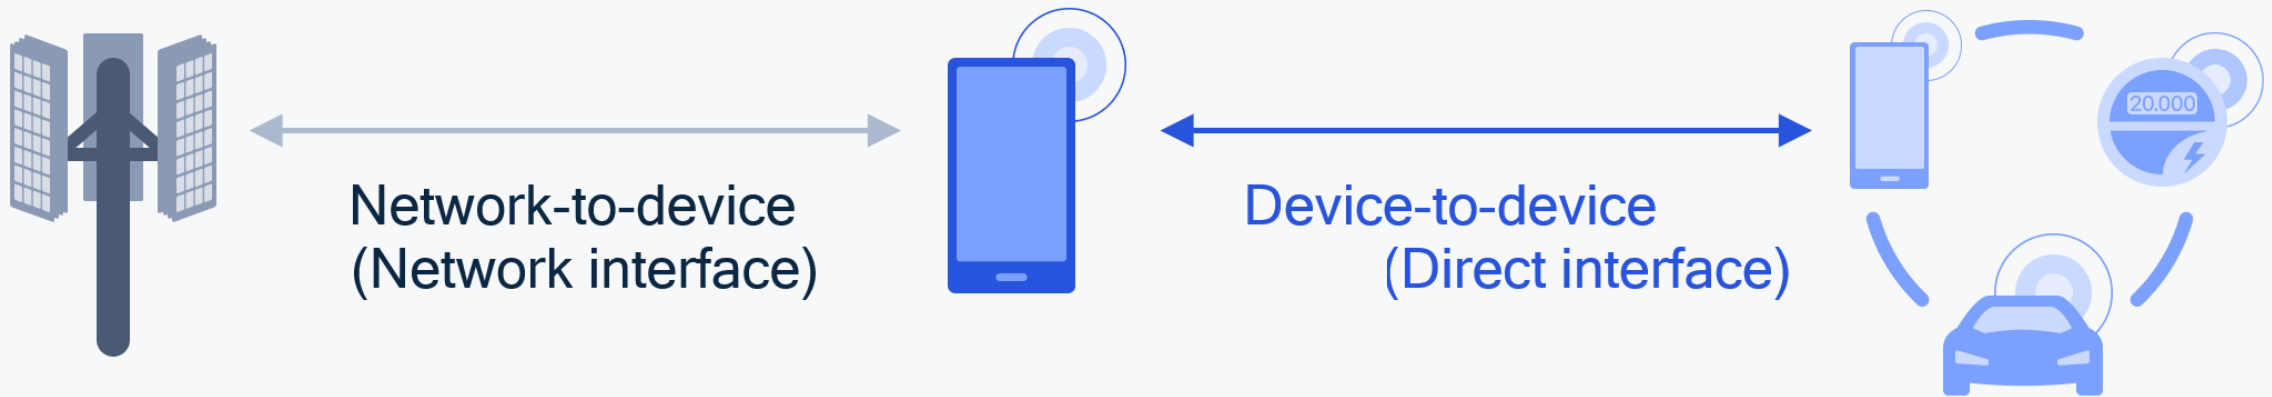 Network-to-device
(Network interface)
Device-to-device
(Direct interface)
20.000